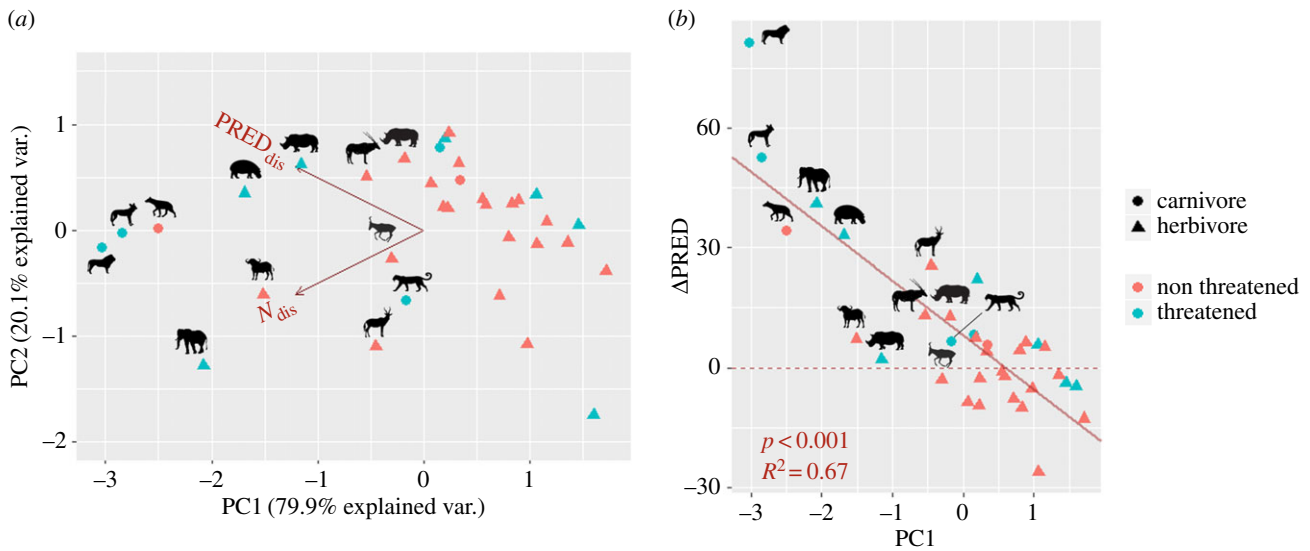 (a)
PC2 (20.1% explained var.)
1
0
–1
–2
PRED dis
N dis
–3
–2
–1
0
1
PC1 (79.9% explained var.)
(b)
ΔPRED
60
30
0
–30
p < 0.001
R² = 0.67
–3
–2
–1
0
1
PC1
carnivore
herbivore
non threatened
threatened